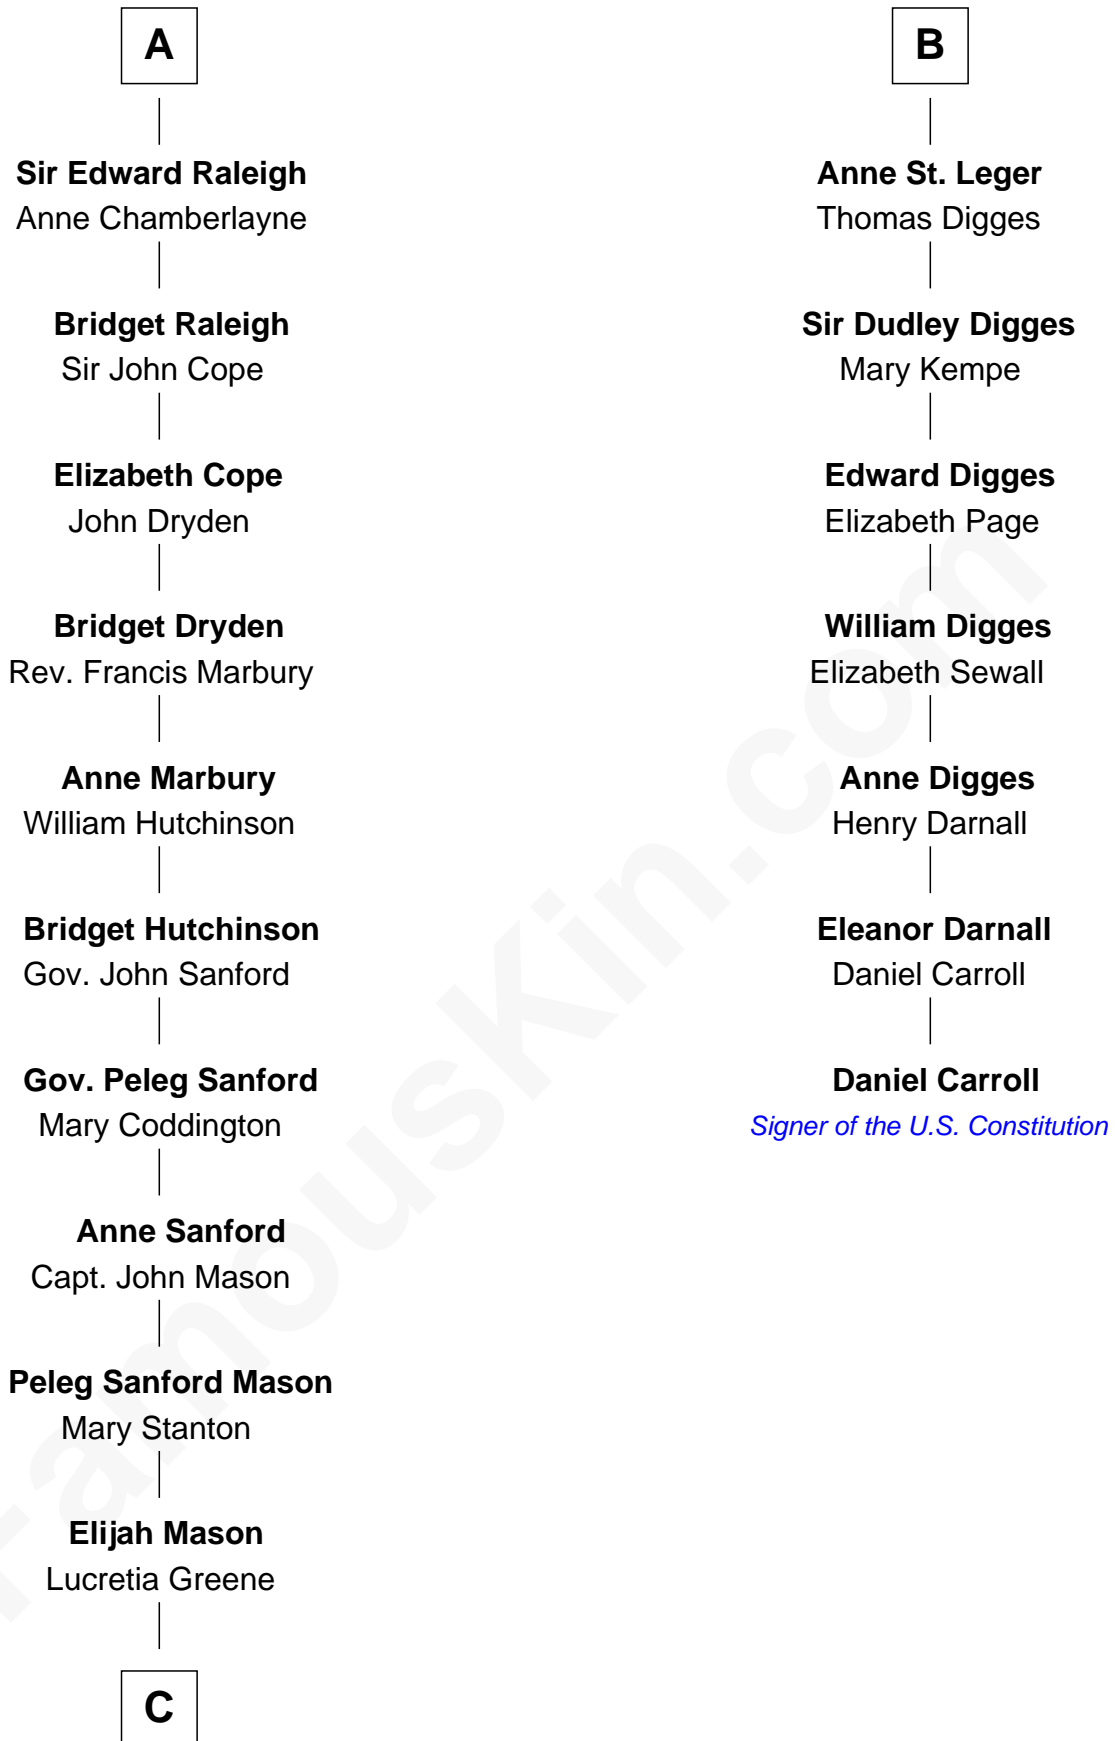 A
Sir Edward Raleigh
Anne Chamberlayne
Bridget Raleigh
Sir John Cope
Elizabeth Cope
John Dryden
Bridget Dryden
Rev. Francis Marbury
Anne Marbury
William Hutchinson
Bridget Hutchinson
Gov. John Sanford
Gov. Peleg Sanford
Mary Coddington
Anne Sanford
Capt. John Mason
Peleg Sanford Mason
Mary Stanton
Elijah Mason
Lucretia Greene
C
B
Anne St. Leger
Thomas Digges
Sir Dudley Digges
Mary Kempe
Edward Digges
Elizabeth Page
William Digges
Elizabeth Sewall
Anne Digges
Henry Darnall
Eleanor Darnall
Daniel Carroll
Daniel Carroll
Signer of the U.S. Constitution
FamousKin.com